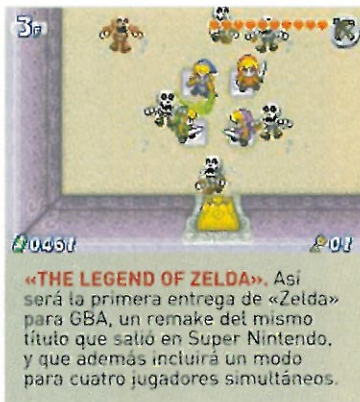 3F
0456
01
«THE LEGEND OF ZELDA». Así
será la primera entrega de «Zelda»
para GBA, un remake del mismo
título que salió en Super Nintendo,
y que además incluirá un modo
para cuatro jugadores simultáneos.